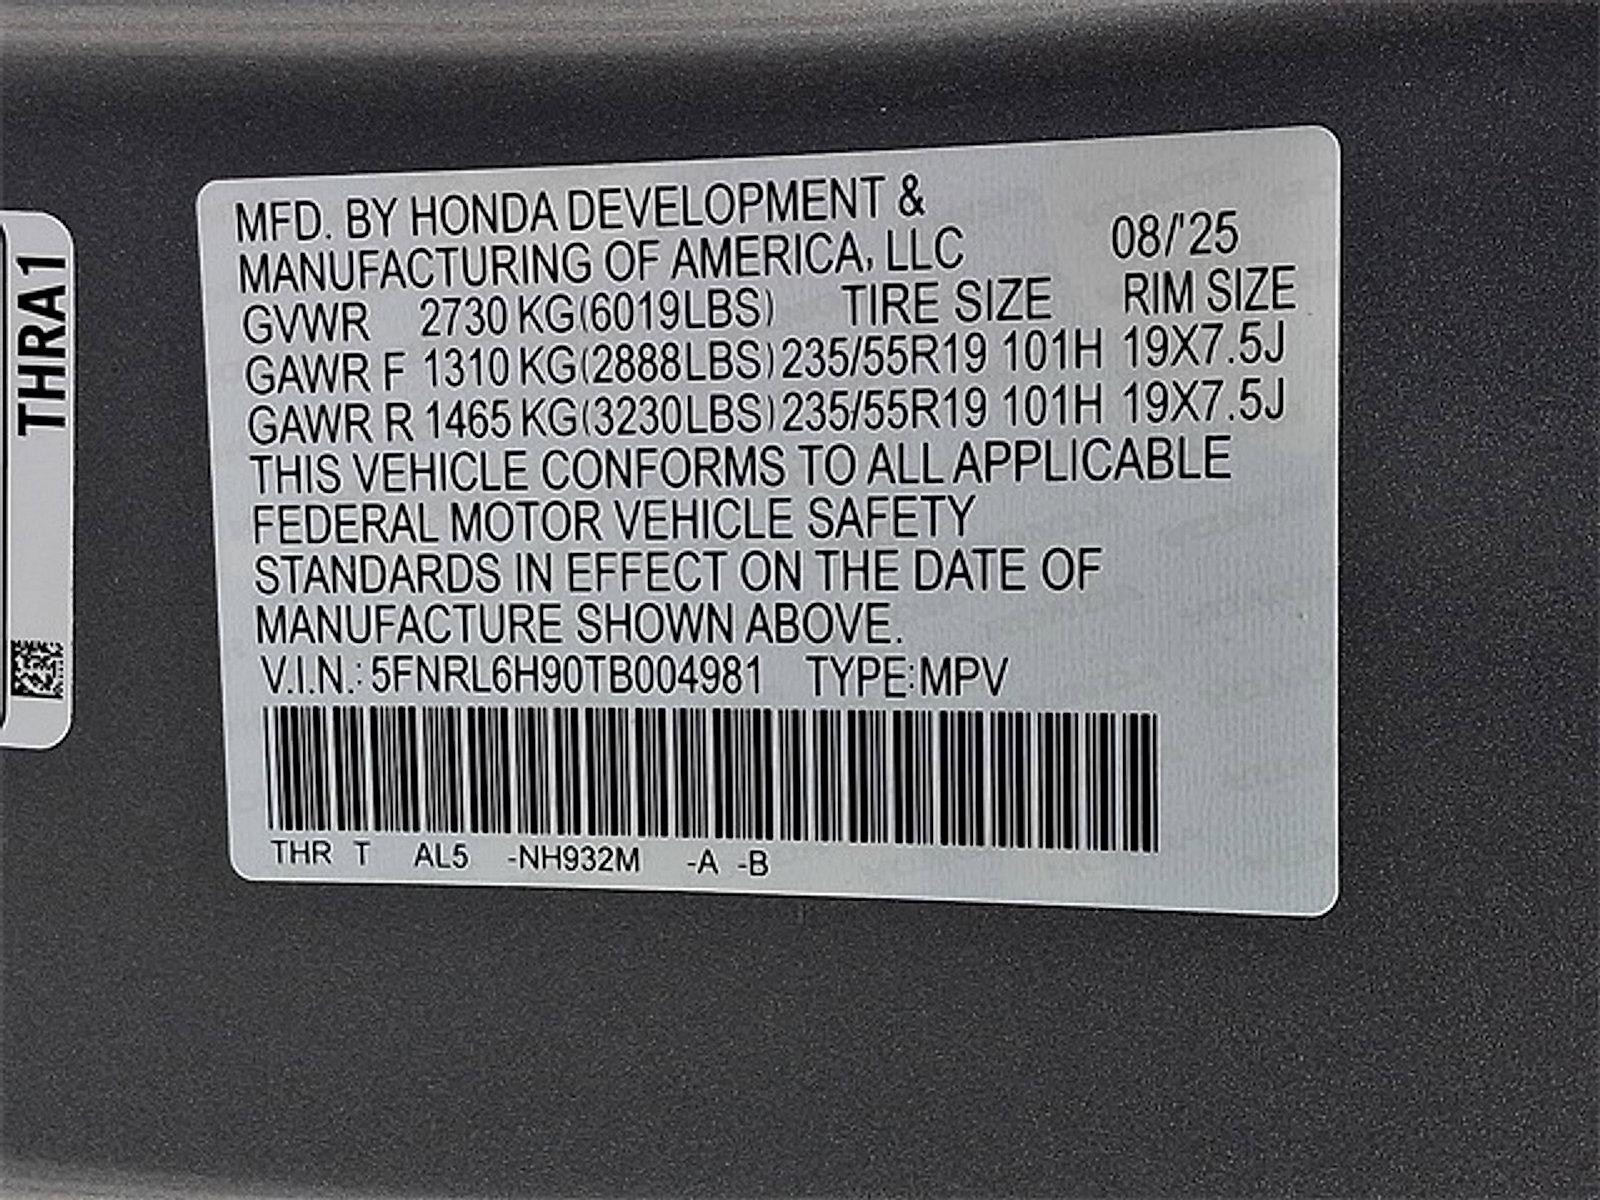 THRA1
MFD. BY HONDA DEVELOPMENT &
MANUFACTURING OF AMERICA, LLC 08/'25
GVWR 2730 KG(6019LBS) TIRE SIZE RIM SIZE
GAWR F 1310 KG(2888LBS) 235/55R19 101H 19X7.5J
GAWR R 1465 KG(3230LBS) 235/55R19 101H 19X7.5J
THIS VEHICLE CONFORMS TO ALL APPLICABLE
FEDERAL MOTOR VEHICLE SAFETY
STANDARDS IN EFFECT ON THE DATE OF
MANUFACTURE SHOWN ABOVE.
V.I.N.: 5FNRL6H90TB004981 TYPE:MPV
THR T AL5 -NH932M -A -B